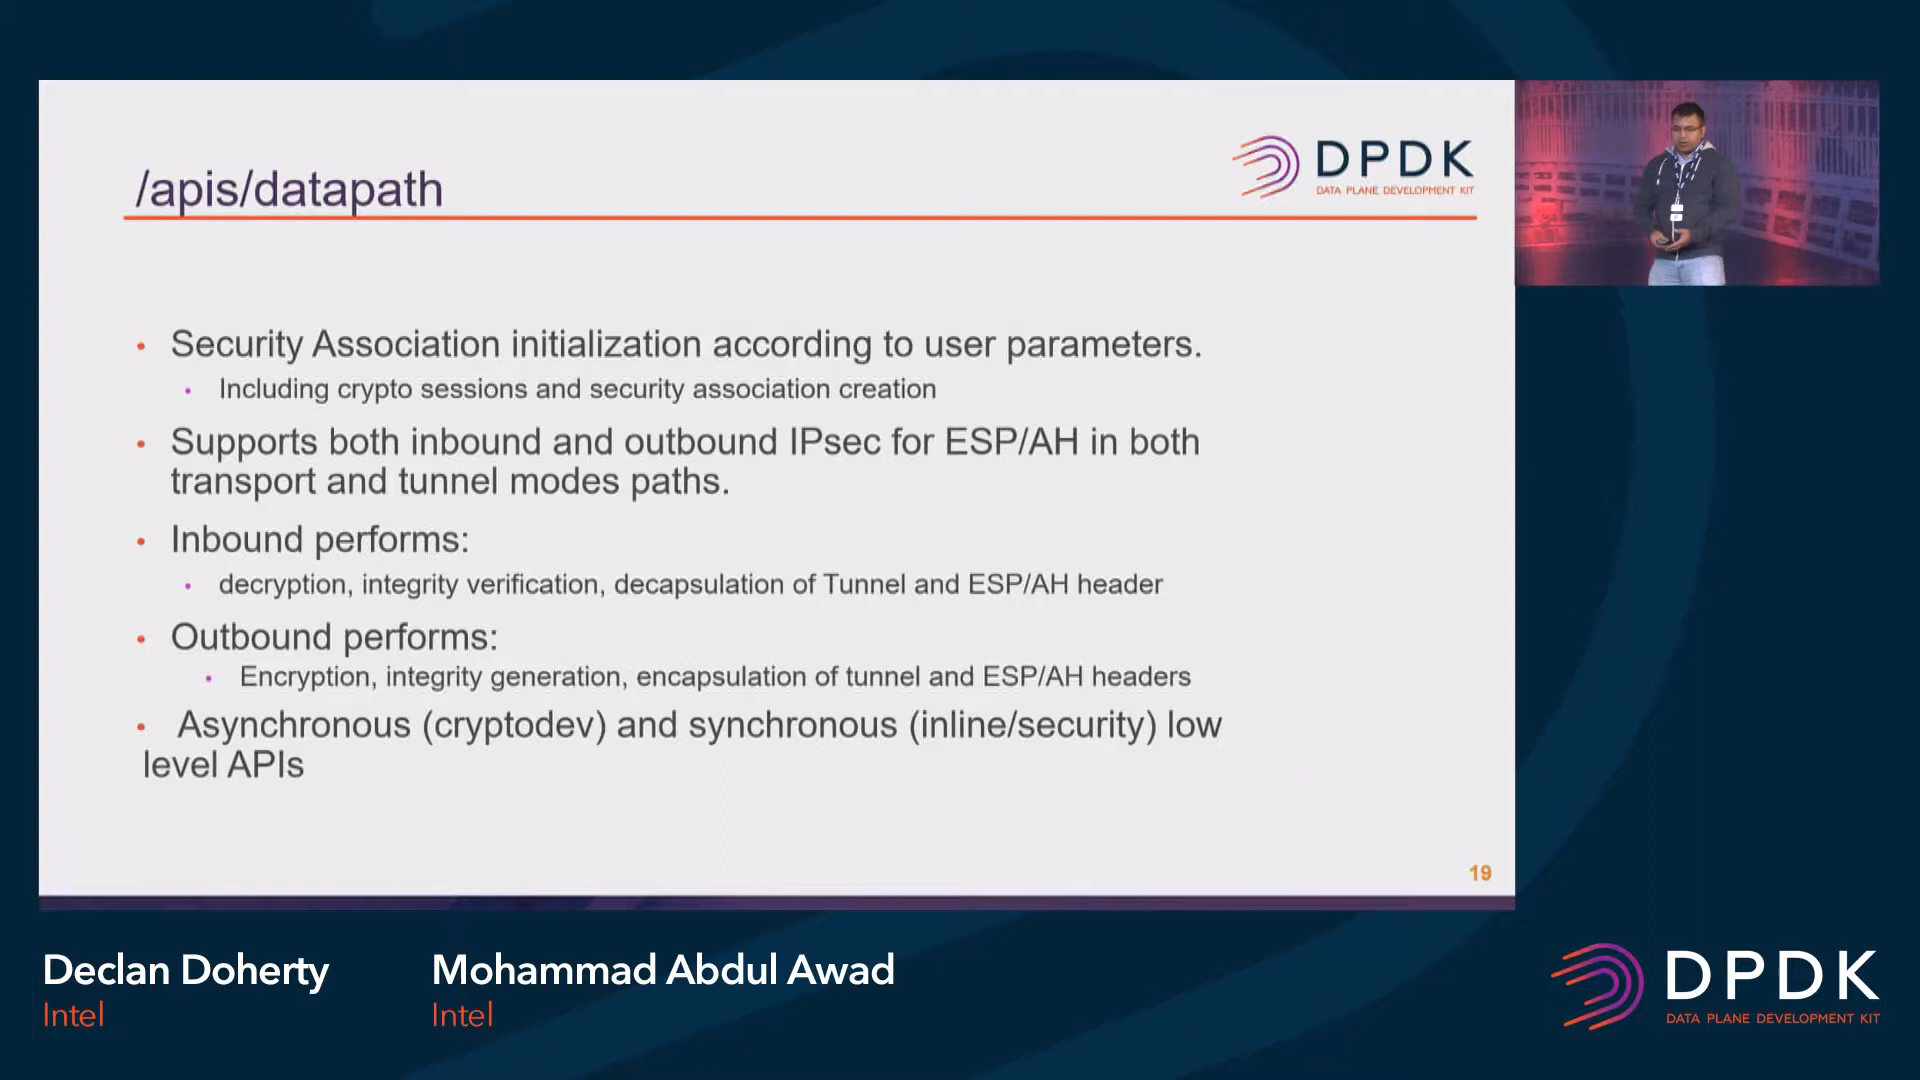 /apis/datapath
DPDK
DATA PLANE DEVELOPMENT KIT
• Security Association initialization according to user parameters.
• Including crypto sessions and security association creation
• Supports both inbound and outbound IPsec for ESP/AH in both
transport and tunnel modes paths.
• Inbound performs:
• decryption, integrity verification, decapsulation of Tunnel and ESP/AH header
• Outbound performs:
• Encryption, integrity generation, encapsulation of tunnel and ESP/AH headers
• Asynchronous (cryptodev) and synchronous (inline/security) low
level APIs
19
Declan Doherty
Intel
Mohammad Abdul Awad
Intel
DPDK
DATA PLANE DEVELOPMENT KIT